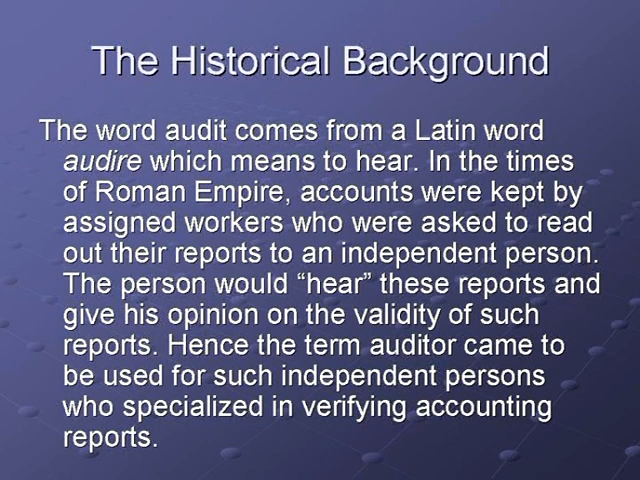 The Historical Background
The word audit comes from a Latin word
audire which means to hear. In the times
of Roman Empire, accounts were kept by
assigned workers who were asked to read
out their reports to an independent person.
The person would “hear” these reports and
give his opinion on the validity of such
reports. Hence the term auditor came to
be used for such independent persons
who specialized in verifying accounting
reports.